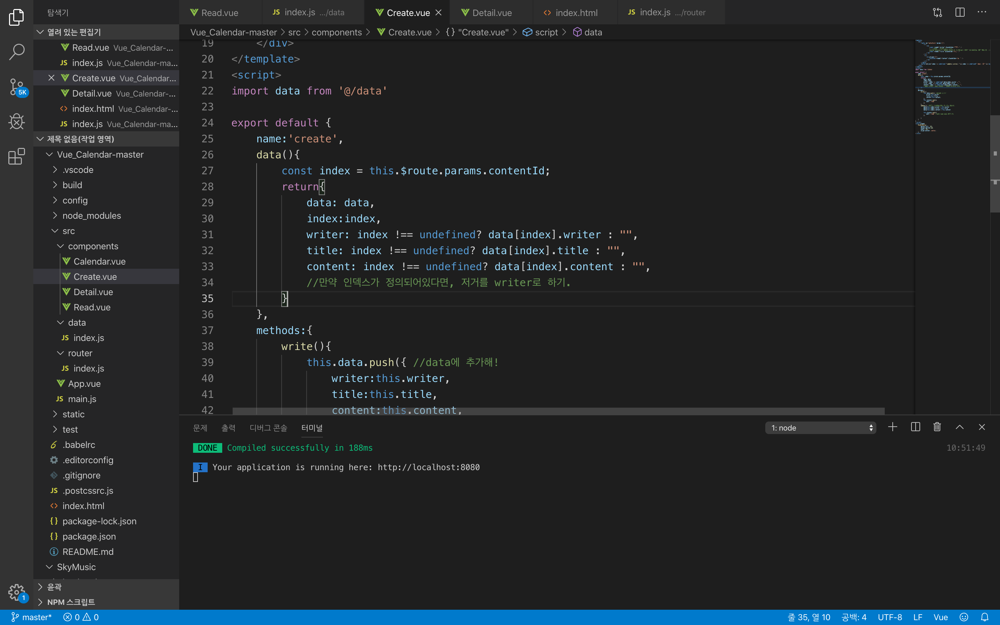 탐색기
열려 있는 편집기
Read.vue Vue_Calendar-...
index.js Vue_Calendar-ma...
Create.vue Vue_Calendar...
Detail.vue Vue_Calendar-...
index.html Vue_Calendar-...
index.js Vue_Calendar-ma...
제목 없음(작업 영역)
Vue_Calendar-master
.vscode
build
config
node_modules
src
components
Calendar.vue
Create.vue
Detail.vue
Read.vue
data
index.js
router
index.js
App.vue
main.js
static
test
.babelrc
.editorconfig
.gitignore
.postcssrc.js
index.html
package-lock.json
package.json
README.md
SkyMusic
윤곽
NPM 스크립트
5K
1
Read.vue
index.js .../data
Create.vue
Detail.vue
index.html
index.js .../router
Vue_Calendar-master > src > components > Create.vue > {} "Create.vue" > script > data
19 </div>
20 </template>
21 <script>
22 import data from '@/data'
23
24 export default {
25 name:'create',
26 data(){
27 const index = this.$route.params.contentId;
28 return{
29 data: data,
30 index:index,
31 writer: index !== undefined? data[index].writer : "",
32 title: index !== undefined? data[index].title : "",
33 content: index !== undefined? data[index].content : "",
34 //만약 인덱스가 정의되어있다면, 저거를 writer로 하기.
35 }
36 },
37 methods:{
38 write(){
39 this.data.push({ //data에 추가해!
40 writer:this.writer,
41 title:this.title,
42 content:this.content,
문제 출력 디버그 콘솔 터미널
1: node
DONE Compiled successfully in 188ms 10:51:49
I Your application is running here: http://localhost:8080
master* 0 0
줄 35, 열 10 공백: 4 UTF-8 LF Vue